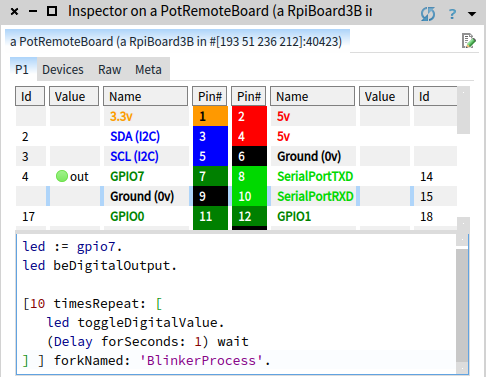 Inspector on a PotRemoteBoard (a RpiBoard3B in
?
a PotRemoteBoard (a RpiBoard3B in #[193 51 236 212]:40423)
P1 Devices Raw Meta
Id Value Name Pin# Pin# Name Value Id
3.3v 1 2 5v
2 SDA (I2C) 3 4 5v
3 SCL (I2C) 5 6 Ground (0v)
4 out GPIO7 7 8 SerialPortTXD 14
Ground (0v) 9 10 SerialPortRXD 15
17 GPIO0 11 12 GPIO1 18
led := gpio7.
led beDigitalOutput.
[10 timesRepeat: [
led toggleDigitalValue.
(Delay forSeconds: 1) wait
] ] forkNamed: 'BlinkerProcess'.